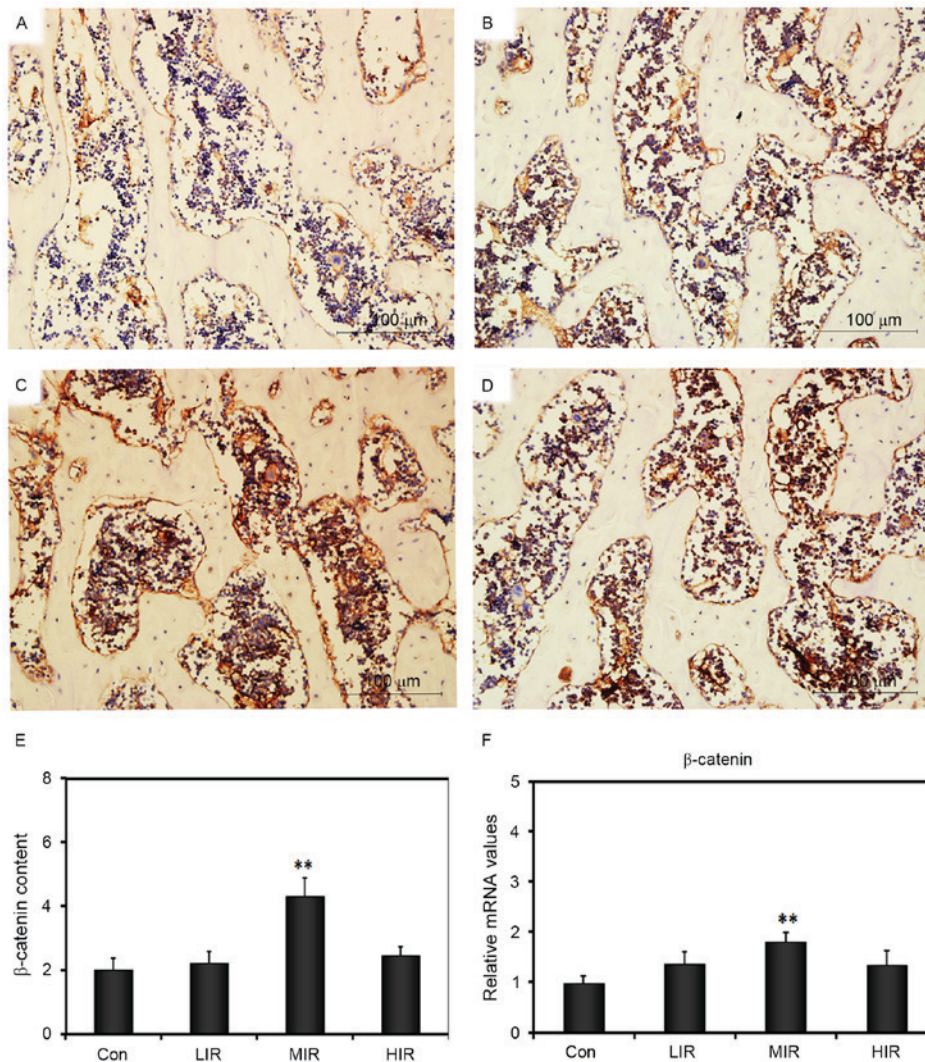 A
B
100 μm
100 μm
C
D
00 μm
100 μm
E
F
β-catenin
β-catenin content
8
6
4
2
0
**
Con LIR MIR HIR
Relative mRNA values
5
4
3
2
1
0
**
Con LIR MIR HIR